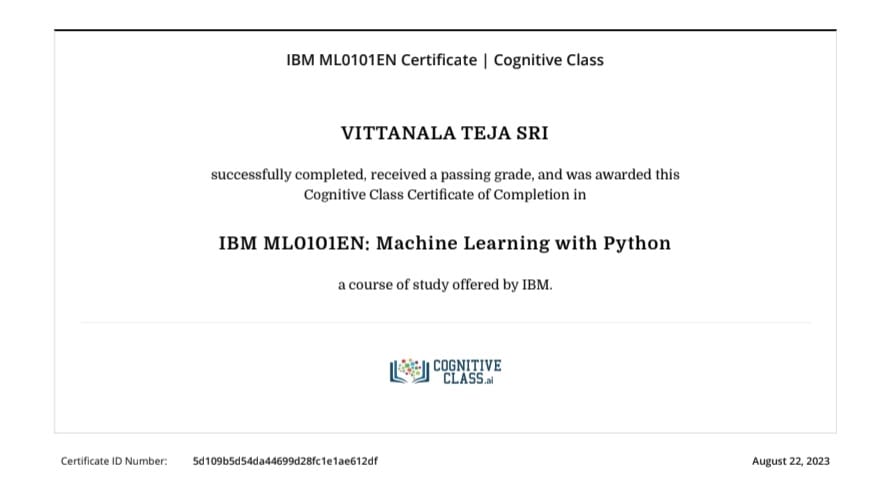 IBM ML0101EN Certificate | Cognitive Class
VITTANALA TEJA SRI
successfully completed, received a passing grade, and was awarded this
Cognitive Class Certificate of Completion in
IBM ML0101EN: Machine Learning with Python
a course of study offered by IBM.
COGNITIVE
CLASS.ai
Certificate ID Number: 5d109b5d54da44699d28fc1e1ae612df August 22, 2023